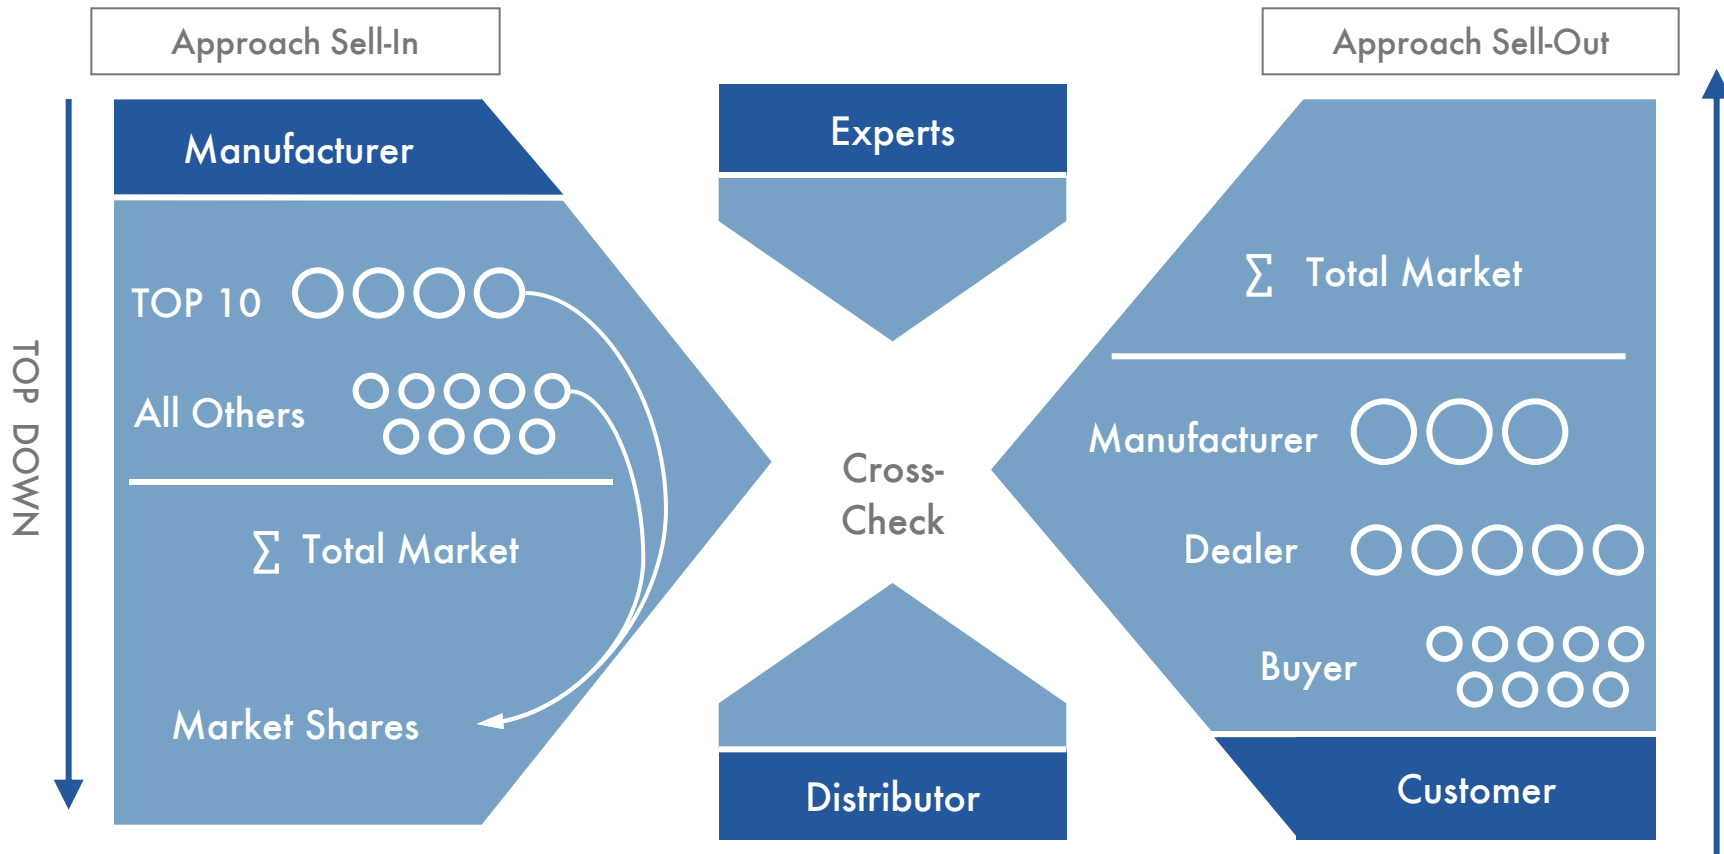 Approach Sell-In
Manufacturer
TOP 10
All Others
∑ Total Market
Market Shares
TOP DOWN
Experts
Cross-
Check
Distributor
Approach Sell-Out
∑ Total Market
Manufacturer
Dealer
Buyer
Customer